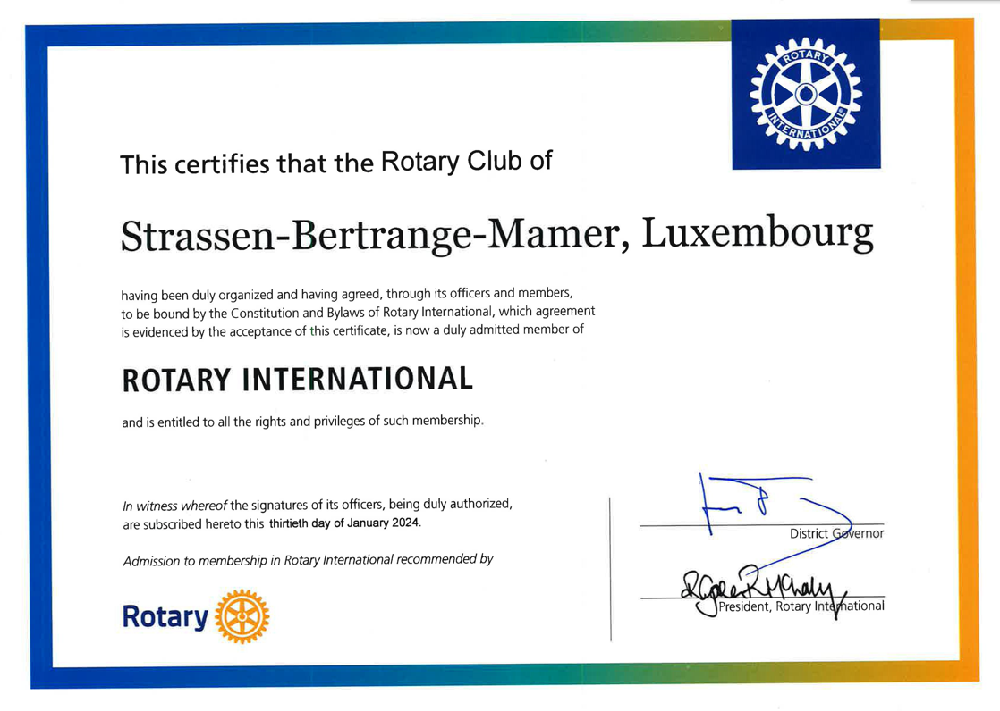 ROTARY
INTERNATIONAL
This certifies that the Rotary Club of
Strassen-Bertrange-Mamer, Luxembourg
having been duly organized and having agreed, through its officers and members,
to be bound by the Constitution and Bylaws of Rotary International, which agreement
is evidenced by the acceptance of this certificate, is now a duly admitted member of
ROTARY INTERNATIONAL
and is entitled to all the rights and privileges of such membership.
In witness whereof the signatures of its officers, being duly authorized,
are subscribed hereto this thirtieth day of January 2024.
Admission to membership in Rotary International recommended by
Rotary
District Governor
President, Rotary International